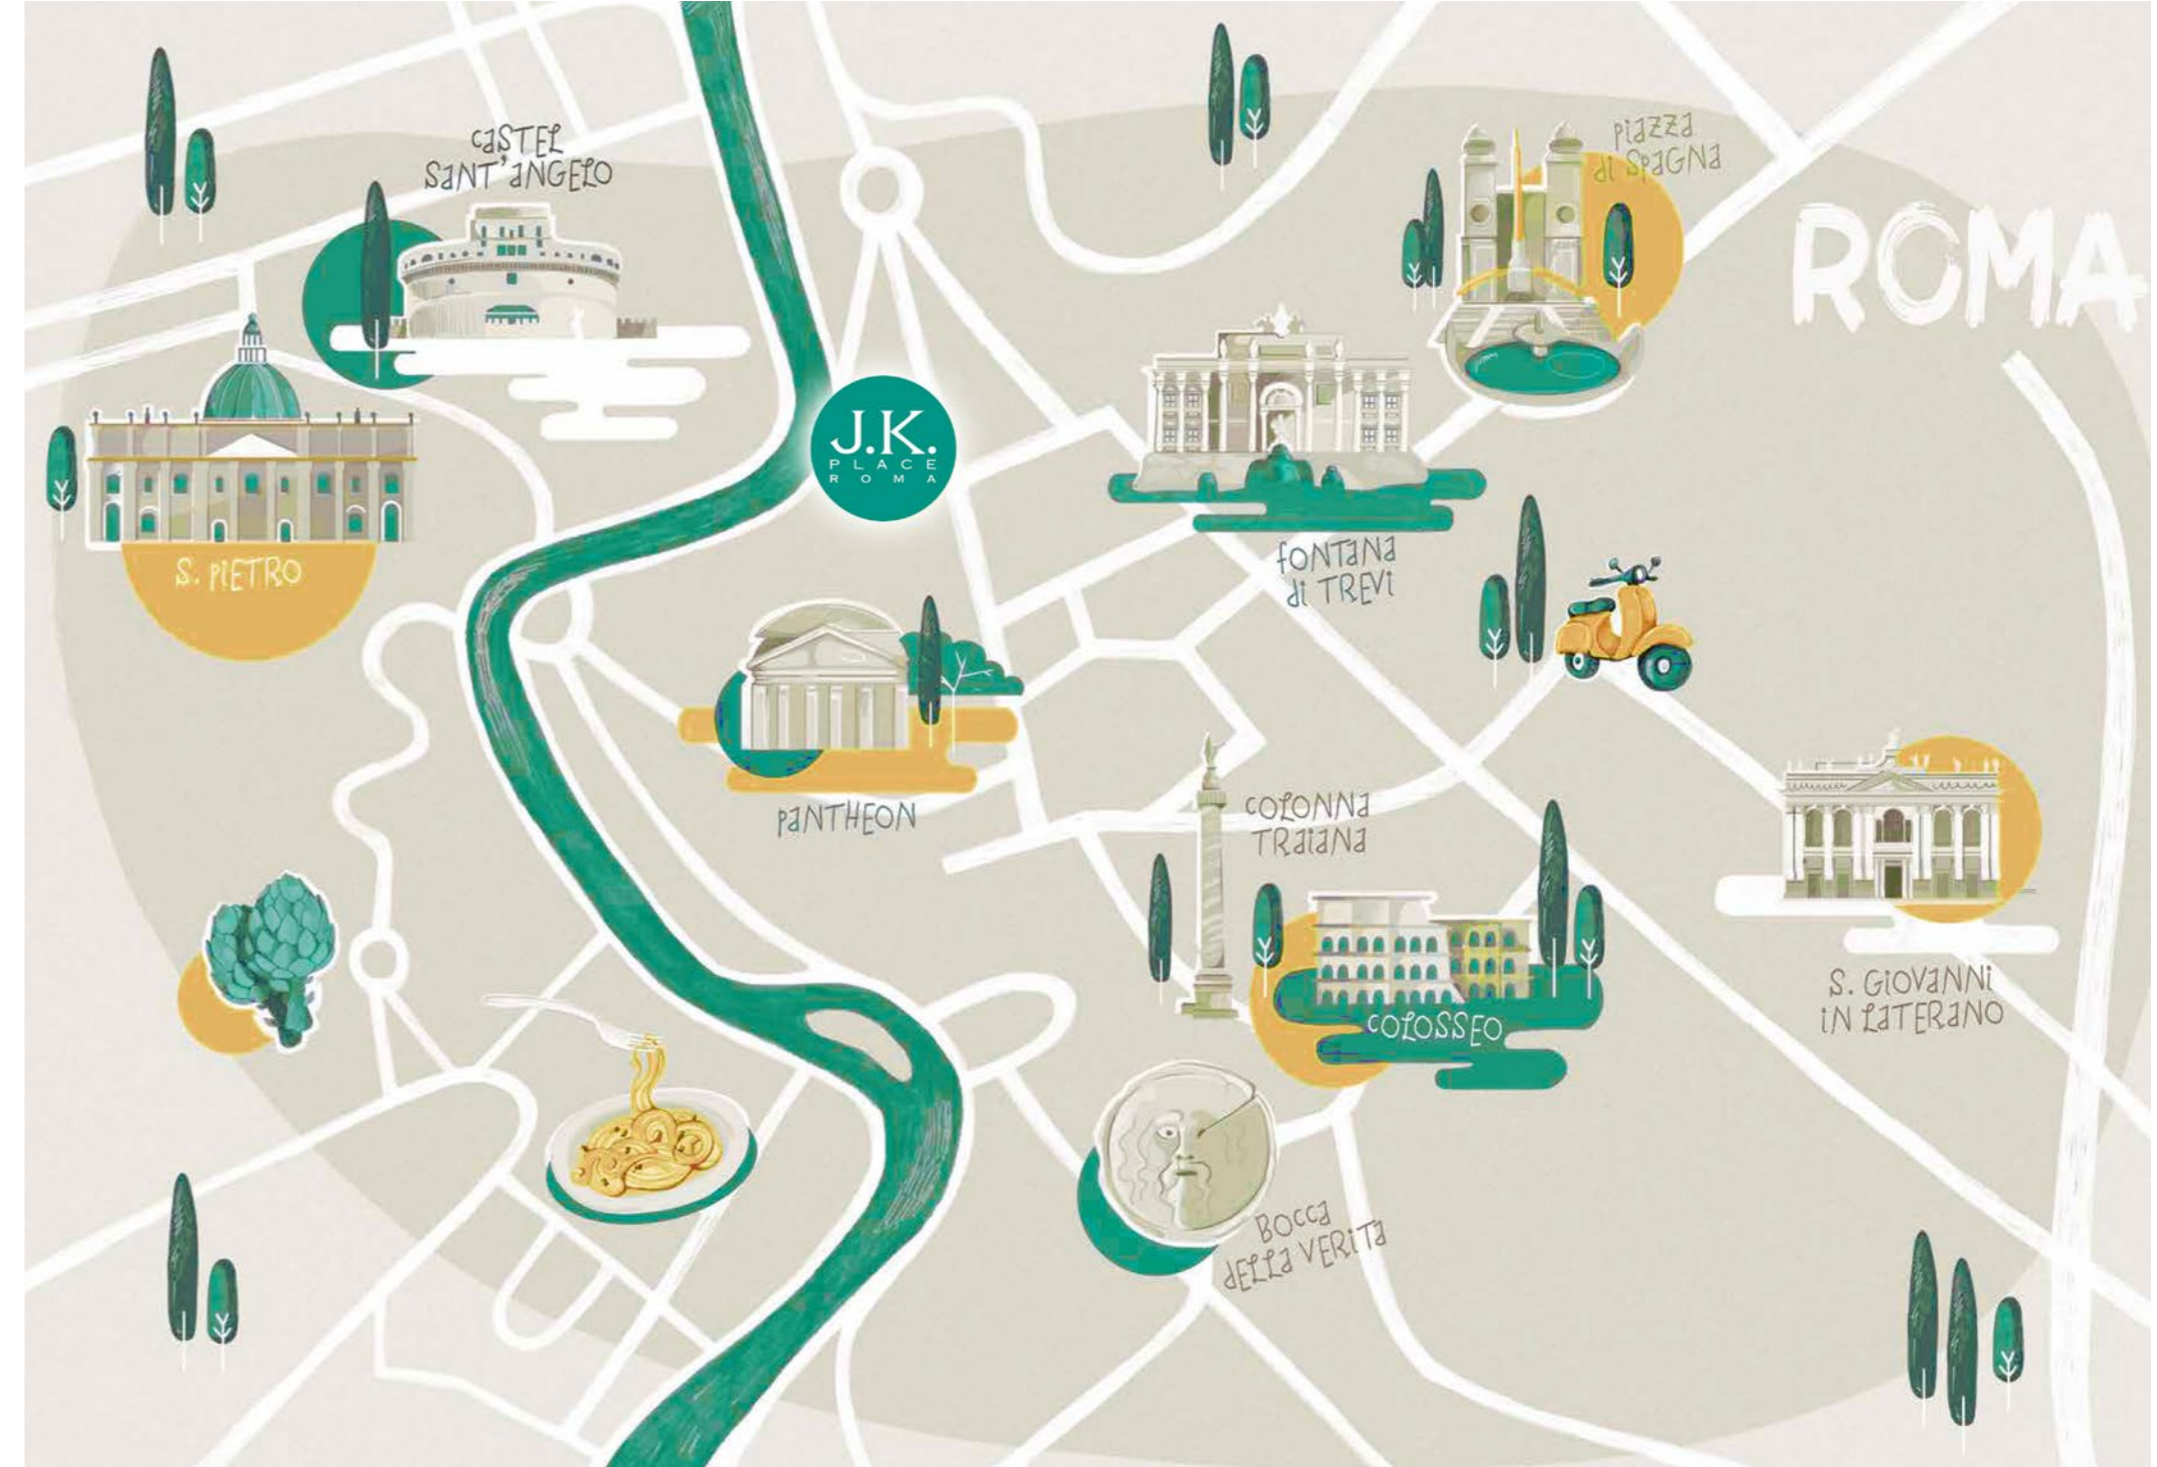 CASTEL
SANT'ANGELO
PIAZZA
di SPAGNA
ROMA
J.K.
PLACE
ROMA
S. PIETRO
FONTANA
di TREVI
PANTHEON
COLONNA
TRAIANA
COLOSSEO
S. GIOVANNI
IN LATERANO
BOCCA
dELLA VERITA